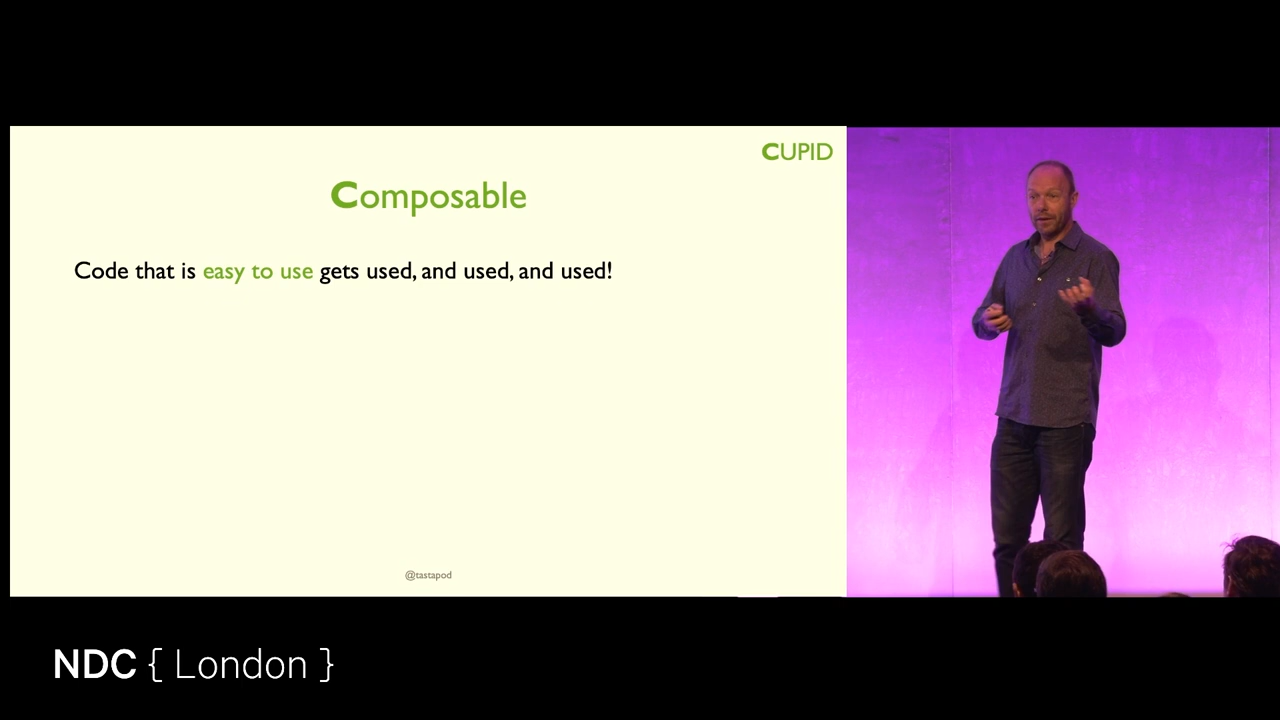 CUPID
Composable
Code that is easy to use gets used, and used, and used!
@tastapod
NDC { London }